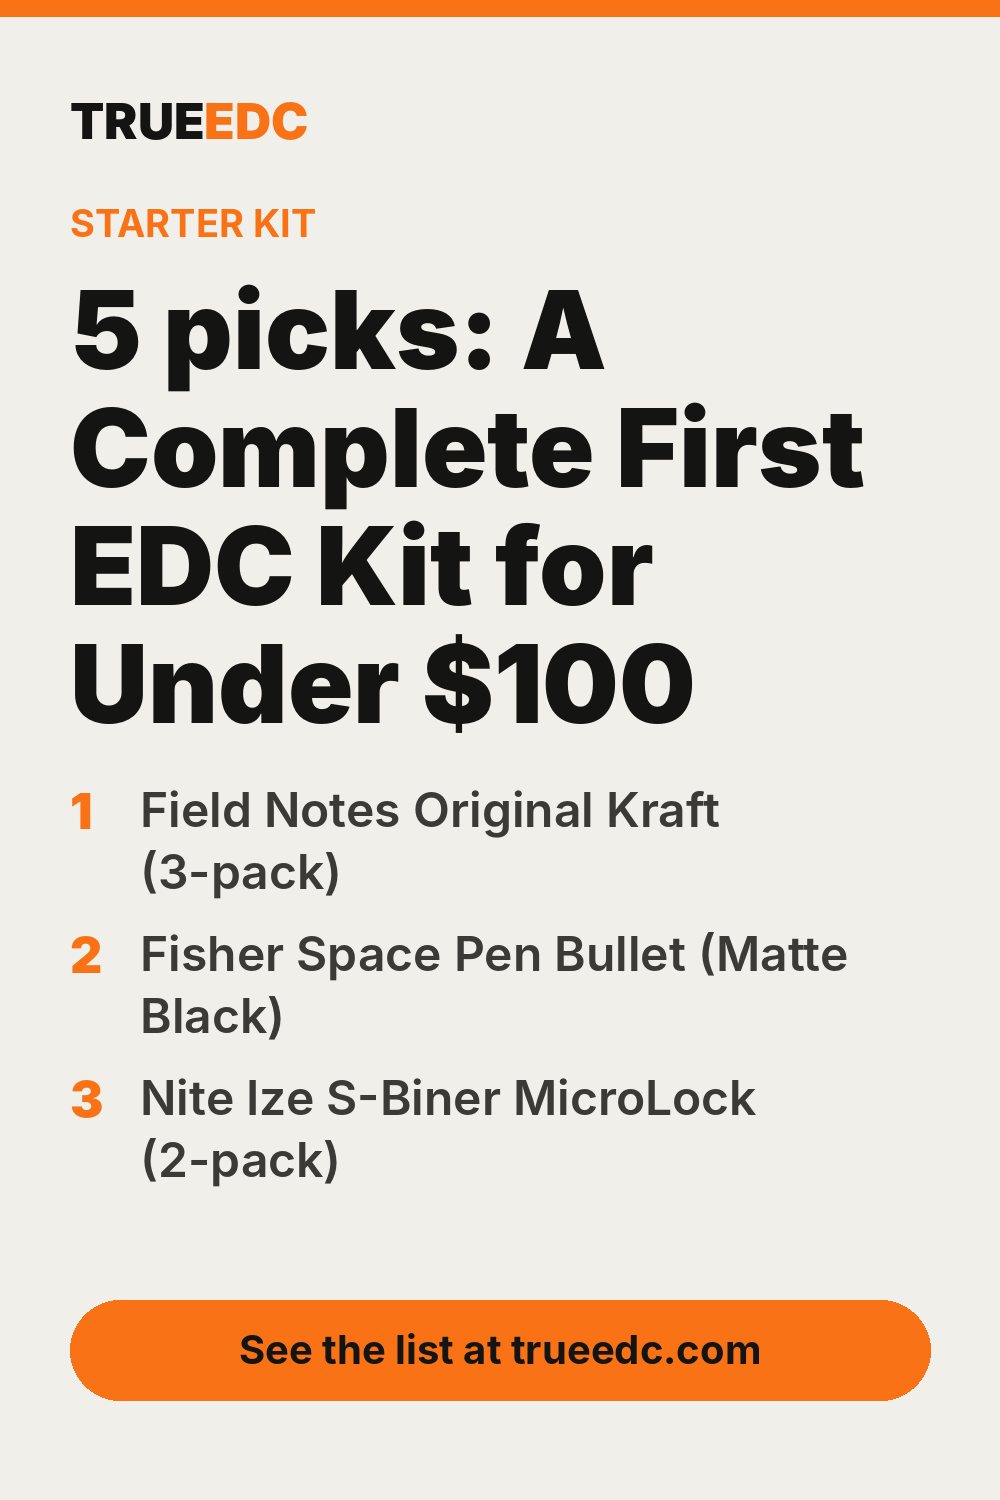 TRUEEDC
STARTER KIT
5 picks: A
Complete First
EDC Kit for
Under $100
1 Field Notes Original Kraft
(3-pack)
2 Fisher Space Pen Bullet (Matte
Black)
3 Nite Ize S-Biner MicroLock
(2-pack)
See the list at trueedc.com